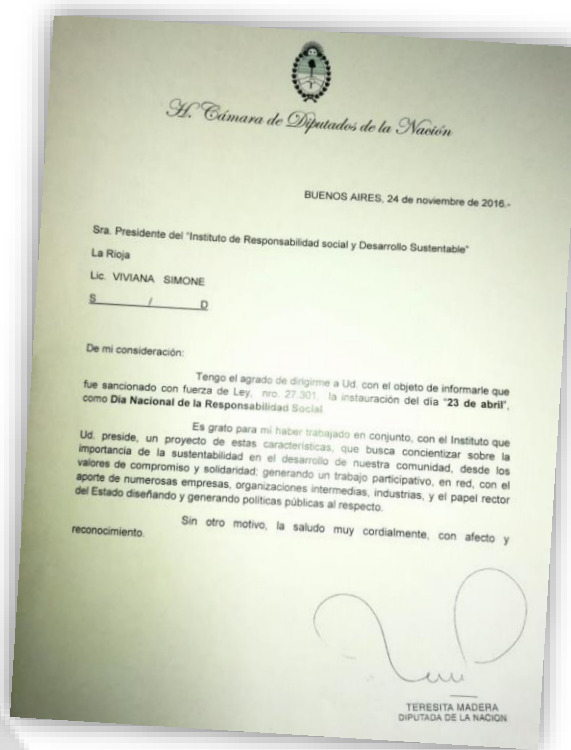 H. Cámara de Diputados de la Nación
BUENOS AIRES, 24 de noviembre de 2016.-
Sra. Presidente del "Instituto de Responsabilidad social y Desarrollo Sustentable"
La Rioja
Lic. VIVIANA SIMONE
S / D
De mi consideración:
Tengo el agrado de dirigirme a Ud. con el objeto de informarle que
fue sancionado con fuerza de Ley, nro. 27.301, la instauración del día "23 de abril",
como Día Nacional de la Responsabilidad Social
Es grato para mí haber trabajado en conjunto, con el Instituto que
Ud. preside, un proyecto de estas características, que busca concientizar sobre la
importancia de la sustentabilidad en el desarrollo de nuestra comunidad, desde los
valores de compromiso y solidaridad; generando un trabajo participativo, en red, con el
aporte de numerosas empresas, organizaciones intermedias, industrias, y el papel rector
del Estado diseñando y generando políticas públicas al respecto.
Sin otro motivo, la saludo muy cordialmente, con afecto y
reconocimiento.
TERESITA MADERA
DIPUTADA DE LA NACIÓN